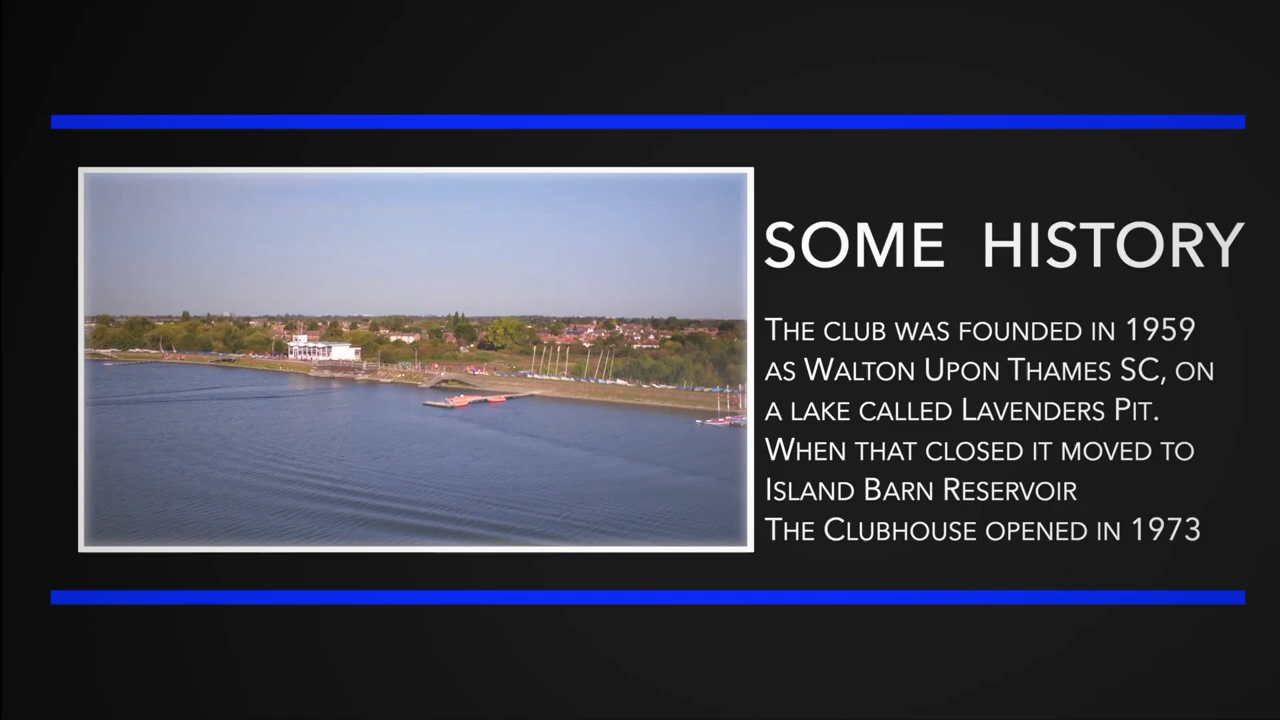 SOME HISTORY
THE CLUB WAS FOUNDED IN 1959
AS WALTON UPON THAMES SC, ON
A LAKE CALLED LAVENDERS PIT.
WHEN THAT CLOSED IT MOVED TO
ISLAND BARN RESERVOIR
THE CLUBHOUSE OPENED IN 1973